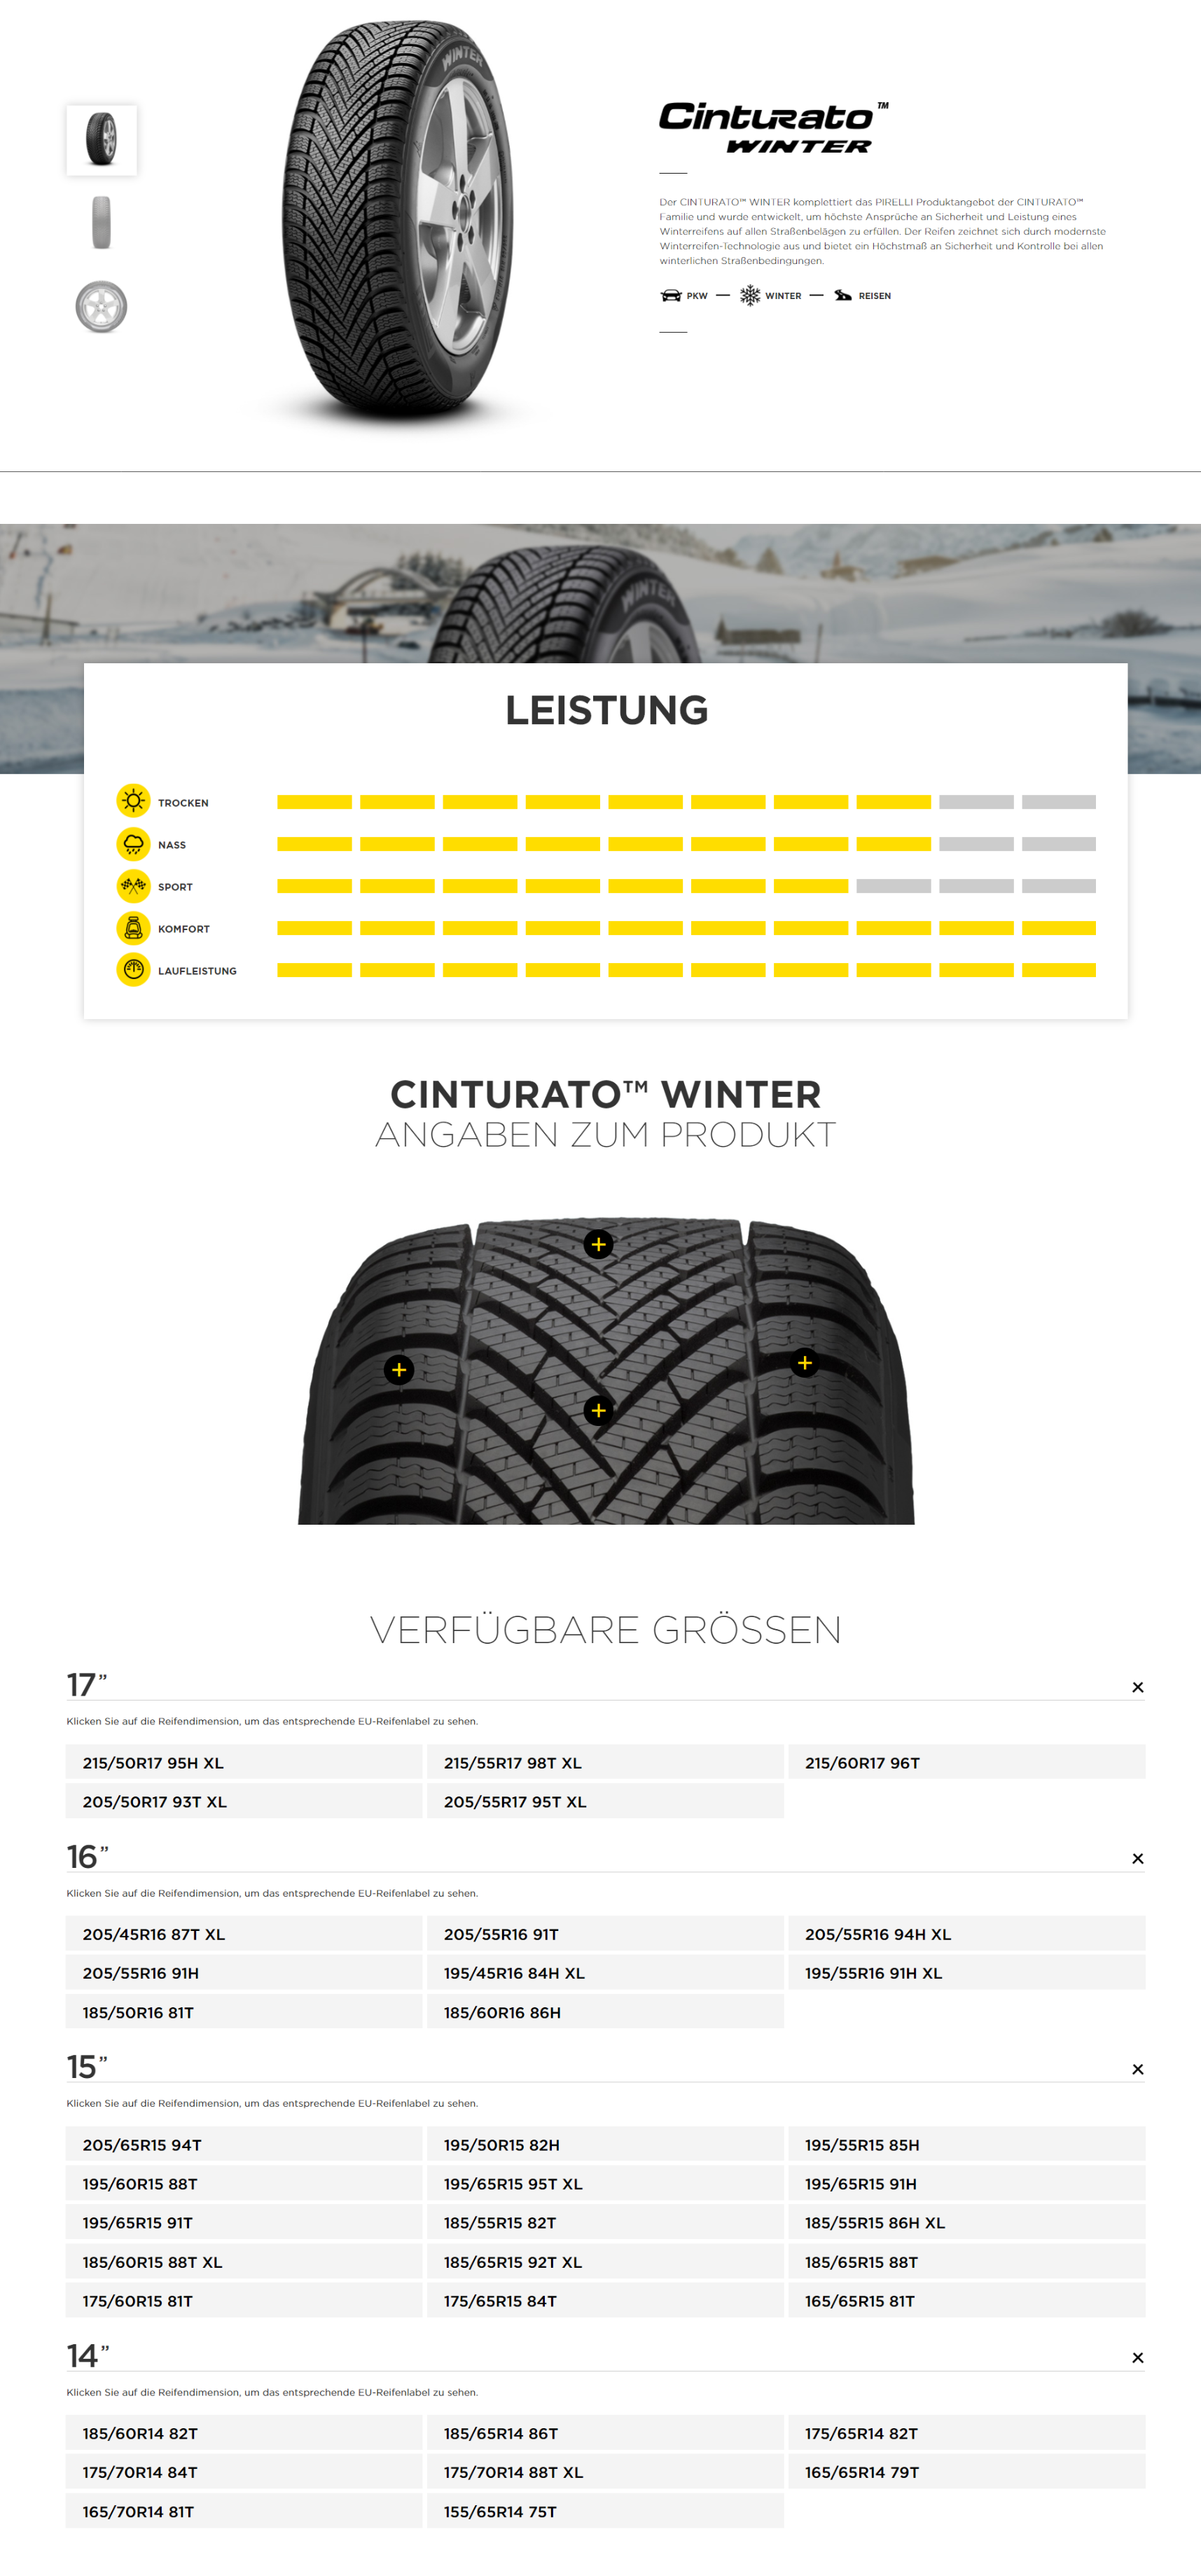 WINTER
Cinturato™
WINTER
Der CINTURATO™ WINTER komplettiert das PIRELLI Produktangebot der CINTURATO™
Familie und wurde entwickelt, um höchste Ansprüche an Sicherheit und Leistung eines
Winterreifens auf allen Straßenbelägen zu erfüllen. Der Reifen zeichnet sich durch modernste
Winterreifen-Technologie aus und bietet ein Höchstmaß an Sicherheit und Kontrolle bei allen
winterlichen Straßenbedingungen.
PKW — WINTER — REISEN
WINTER
LEISTUNG
TROCKEN
NASS
SPORT
KOMFORT
LAUFLEISTUNG
CINTURATO™ WINTER
ANGABEN ZUM PRODUKT
VERFÜGBARE GRÖSSEN
17”
Klicken Sie auf die Reifendimension, um das entsprechende EU-Reifenlabel zu sehen.
215/50R17 95H XL 215/55R17 98T XL 215/60R17 96T
205/50R17 93T XL 205/55R17 95T XL
16”
Klicken Sie auf die Reifendimension, um das entsprechende EU-Reifenlabel zu sehen.
205/45R16 87T XL 205/55R16 91T 205/55R16 94H XL
205/55R16 91H 195/45R16 84H XL 195/55R16 91H XL
185/50R16 81T 185/60R16 86H
15”
Klicken Sie auf die Reifendimension, um das entsprechende EU-Reifenlabel zu sehen.
205/65R15 94T 195/50R15 82H 195/55R15 85H
195/60R15 88T 195/65R15 95T XL 195/65R15 91H
195/65R15 91T 185/55R15 82T 185/55R15 86H XL
185/60R15 88T XL 185/65R15 92T XL 185/65R15 88T
175/60R15 81T 175/65R15 84T 165/65R15 81T
14”
Klicken Sie auf die Reifendimension, um das entsprechende EU-Reifenlabel zu sehen.
185/60R14 82T 185/65R14 86T 175/65R14 82T
175/70R14 84T 175/70R14 88T XL 165/65R14 79T
165/70R14 81T 155/65R14 75T